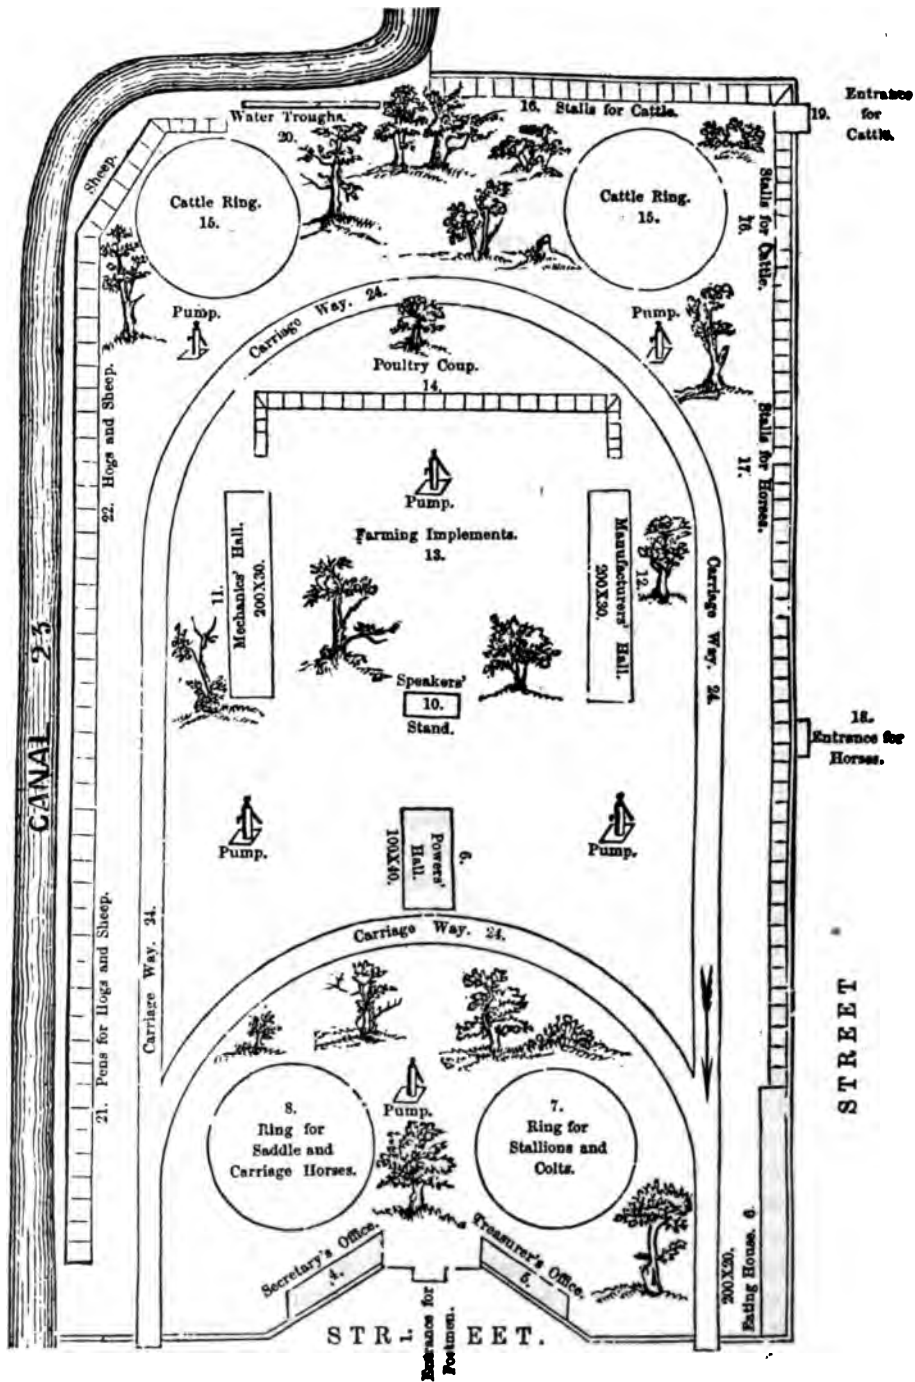 Entrance
for
Cattle.
19.
16. Stalls for Cattle.
Water Troughs.
20.
Sheep.
Cattle Ring.
15.
Cattle Ring.
15.
Stalls for Cattle.
16.
Pump.
Carriage Way. 24.
Pump.
Poultry Coup.
14.
22. Hogs and Sheep.
Stalls for Horses.
17.
Pump.
Farming Implements.
13.
11.
Mechanics' Hall.
200X30.
Manufacturers' Hall.
200X30.
12.
Carriage Way. 24.
CANAL 23
Speakers'
10.
Stand.
18.
Entrance for
Horses.
Pump.
Pump.
6.
Powers'
Hall.
100X40.
Carriage Way. 24.
Carriage Way. 24.
21. Pens for Hogs and Sheep.
STREET
Pump.
8.
Ring for
Saddle and
Carriage Horses.
7.
Ring for
Stallions and
Colts.
Secretary's Office.
4.
Treasurer's Office.
5.
200X20.
Eating House. 6.
STREET.
1.
Entrance for
Footmen.